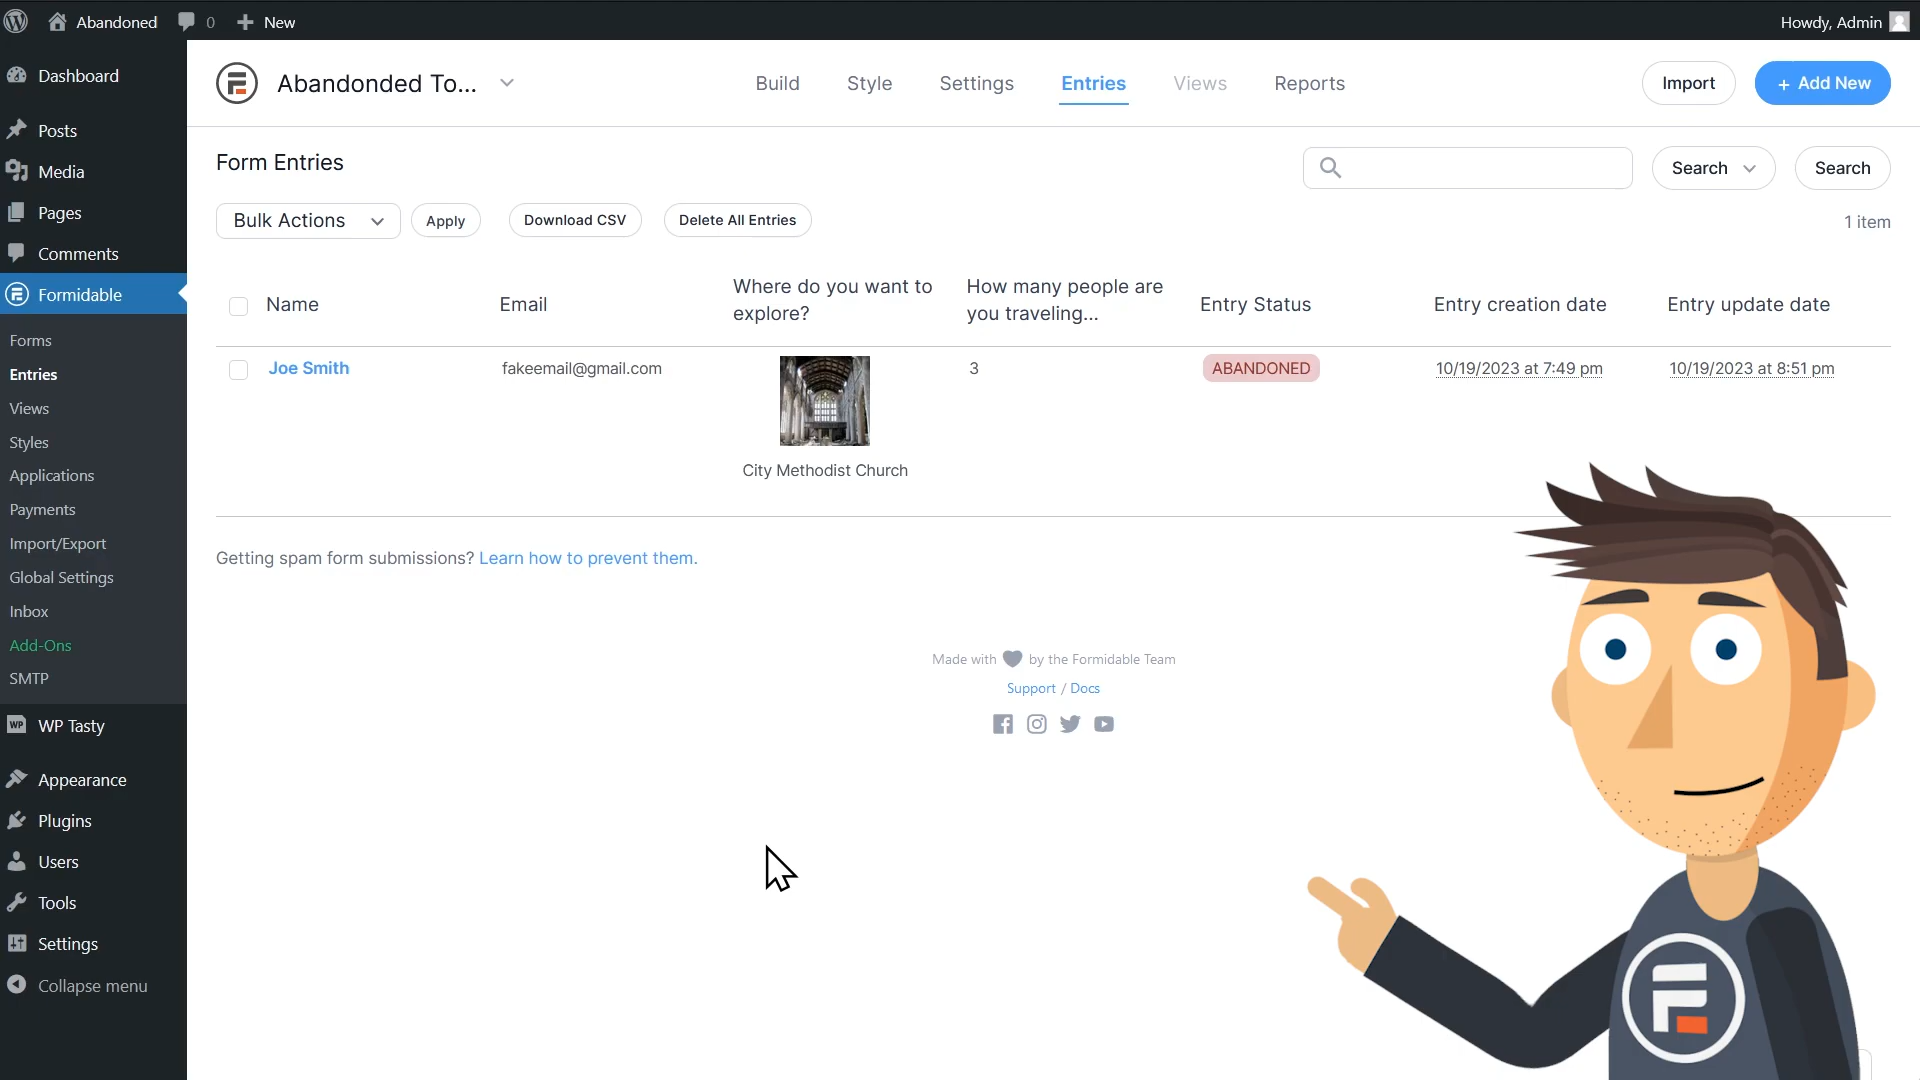 Abandoned 0 New Howdy, Admin
Dashboard
Posts
Media
Pages
Comments
Formidable
Forms
Entries
Views
Styles
Applications
Payments
Import/Export
Global Settings
Inbox
Add-Ons
SMTP
WP Tasty
Appearance
Plugins
Users
Tools
Settings
Collapse menu
Abandonded To...
Build Style Settings Entries Views Reports
Import + Add New
Form Entries
Search Search
Bulk Actions Apply Download CSV Delete All Entries
1 item
Name Email Where do you want to explore? How many people are you traveling... Entry Status Entry creation date Entry update date
Joe Smith fakeemail@gmail.com 3 ABANDONED 10/19/2023 at 7:49 pm 10/19/2023 at 8:51 pm
City Methodist Church
Getting spam form submissions? Learn how to prevent them.
Made with by the Formidable Team
Support / Docs